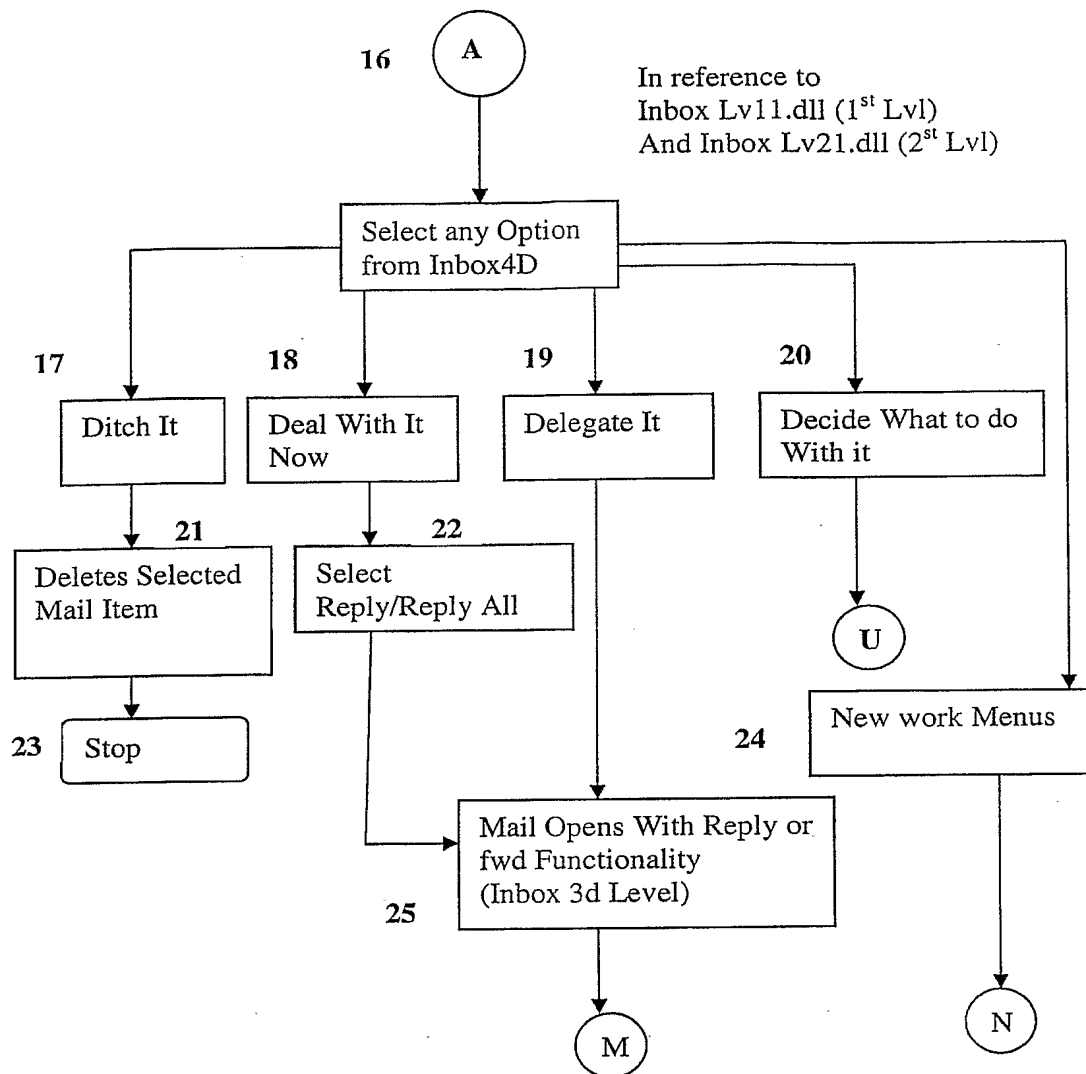 16
A
In reference to
Inbox Lv11.dll (1st Lvl)
And Inbox Lv21.dll (2st Lvl)
Select any Option
from Inbox4D
17
18
19
20
Ditch It
Deal With It
Now
Delegate It
Decide What to do
With it
21
22
Deletes Selected
Mail Item
Select
Reply/Reply All
U
23
Stop
24
New work Menus
Mail Opens With Reply or
fwd Functionality
(Inbox 3d Level)
25
M
N